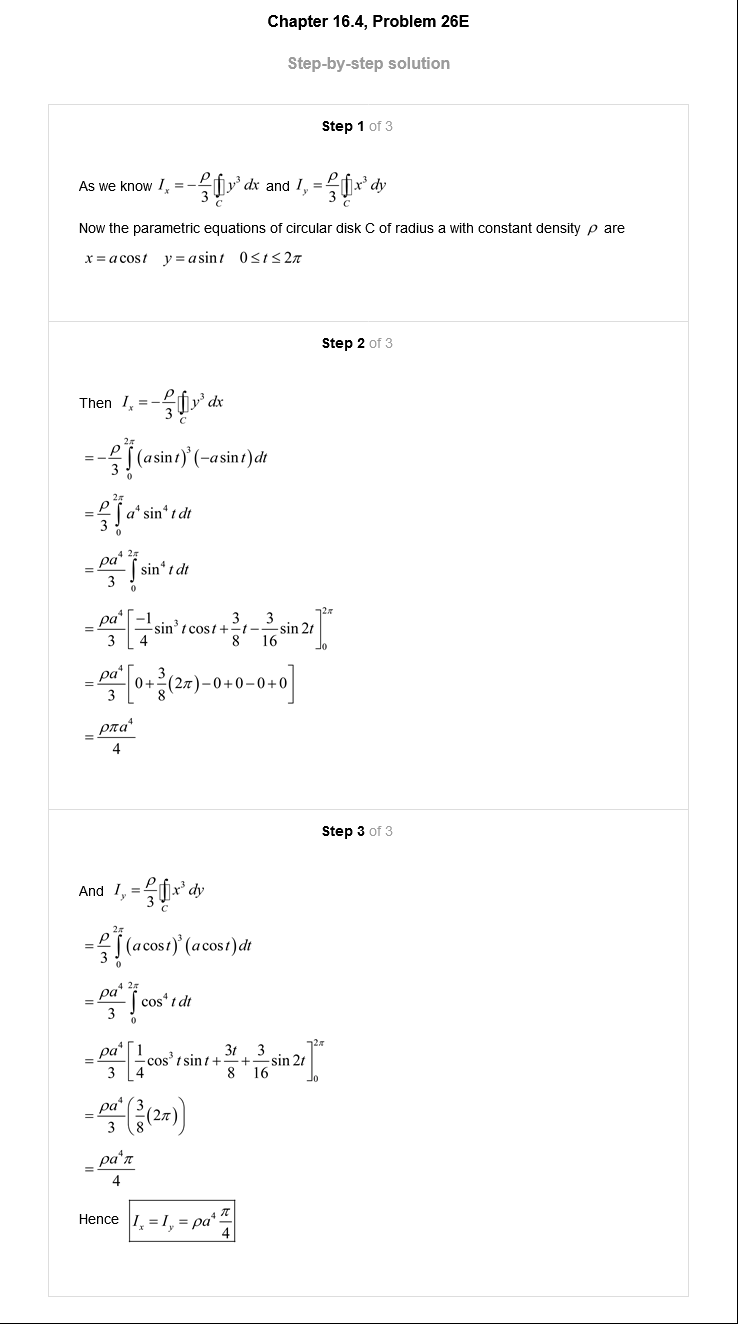 Chapter 16.4, Problem 26E
Step-by-step solution
Step 1 of 3
As we know $I_x = -\frac{\rho}{3} \oint_C y^3 \, dx$ and $I_y = \frac{\rho}{3} \oint_C x^3 \, dy$
Now the parametric equations of circular disk C of radius a with constant density $\rho$ are
$x = a\cos t \quad y = a\sin t \quad 0 \le t \le 2\pi$
Step 2 of 3
Then $I_x = -\frac{\rho}{3} \oint_C y^3 \, dx$
$= -\frac{\rho}{3} \int_0^{2\pi} (a\sin t)^3 (-a\sin t) \, dt$
$= \frac{\rho}{3} \int_0^{2\pi} a^4 \sin^4 t \, dt$
$= \frac{\rho a^4}{3} \int_0^{2\pi} \sin^4 t \, dt$
$= \frac{\rho a^4}{3} \left[ \frac{-1}{4} \sin^3 t \cos t + \frac{3}{8} t - \frac{3}{16} \sin 2t \right]_0^{2\pi}$
$= \frac{\rho a^4}{3} \left[ 0 + \frac{3}{8} (2\pi) - 0 + 0 - 0 + 0 \right]$
$= \frac{\rho \pi a^4}{4}$
Step 3 of 3
And $I_y = \frac{\rho}{3} \oint_C x^3 \, dy$
$= \frac{\rho}{3} \int_0^{2\pi} (a\cos t)^3 (a\cos t) \, dt$
$= \frac{\rho a^4}{3} \int_0^{2\pi} \cos^4 t \, dt$
$= \frac{\rho a^4}{3} \left[ \frac{1}{4} \cos^3 t \sin t + \frac{3t}{8} + \frac{3}{16} \sin 2t \right]_0^{2\pi}$
$= \frac{\rho a^4}{3} \left( \frac{3}{8} (2\pi) \right)$
$= \frac{\rho a^4 \pi}{4}$
Hence $I_x = I_y = \rho a^4 \frac{\pi}{4}$